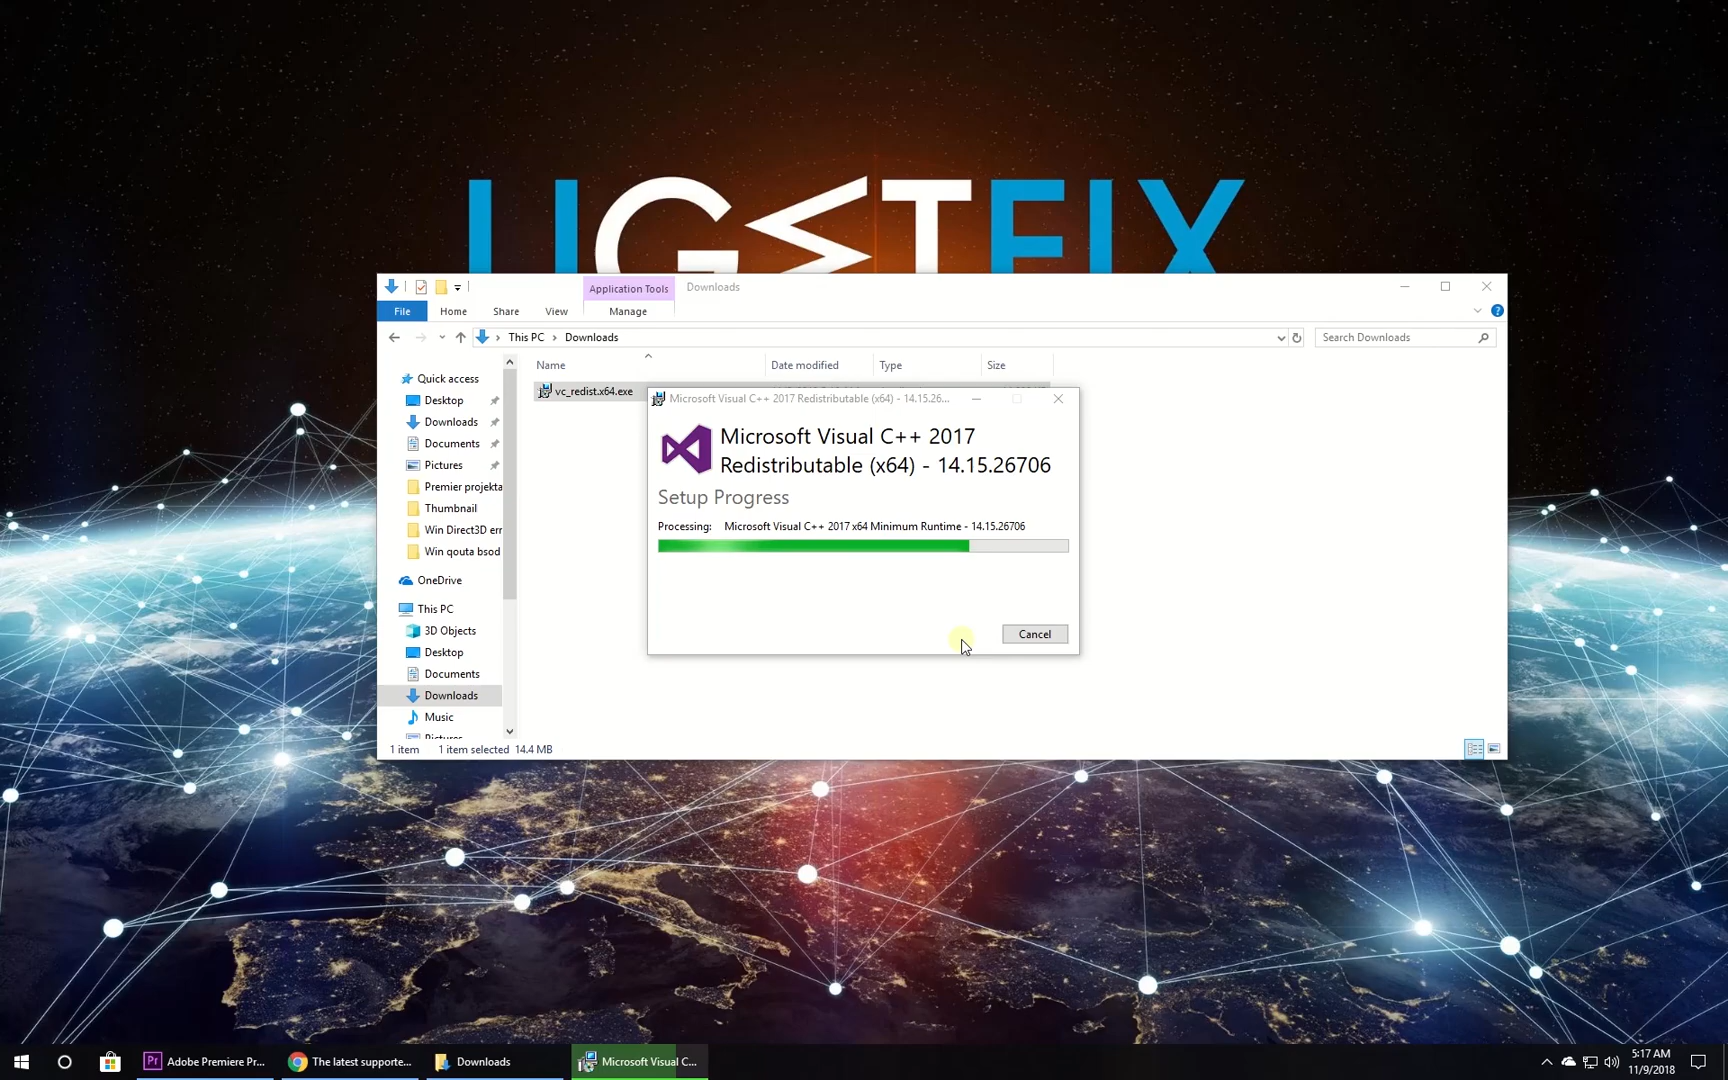 UGETFIX
Application Tools
Downloads
File
Home
Share
View
Manage
This PC
Downloads
Search Downloads
Name
Date modified
Type
Size
Quick access
Desktop
Downloads
Documents
Pictures
Premier projekta
Thumbnail
Win Direct3D err
Win qouta bsod
OneDrive
This PC
3D Objects
Desktop
Documents
Downloads
Music
Pictures
vc_redist.x64.exe
Microsoft Visual C++ 2017 Redistributable (x64) - 14.15.26...
Microsoft Visual C++ 2017
Redistributable (x64) - 14.15.26706
Setup Progress
Processing: Microsoft Visual C++ 2017 x64 Minimum Runtime - 14.15.26706
Cancel
1 item 1 item selected 14.4 MB
Pr Adobe Premiere Pr...
The latest supporte...
Downloads
Microsoft Visual C...
5:17 AM
11/9/2018